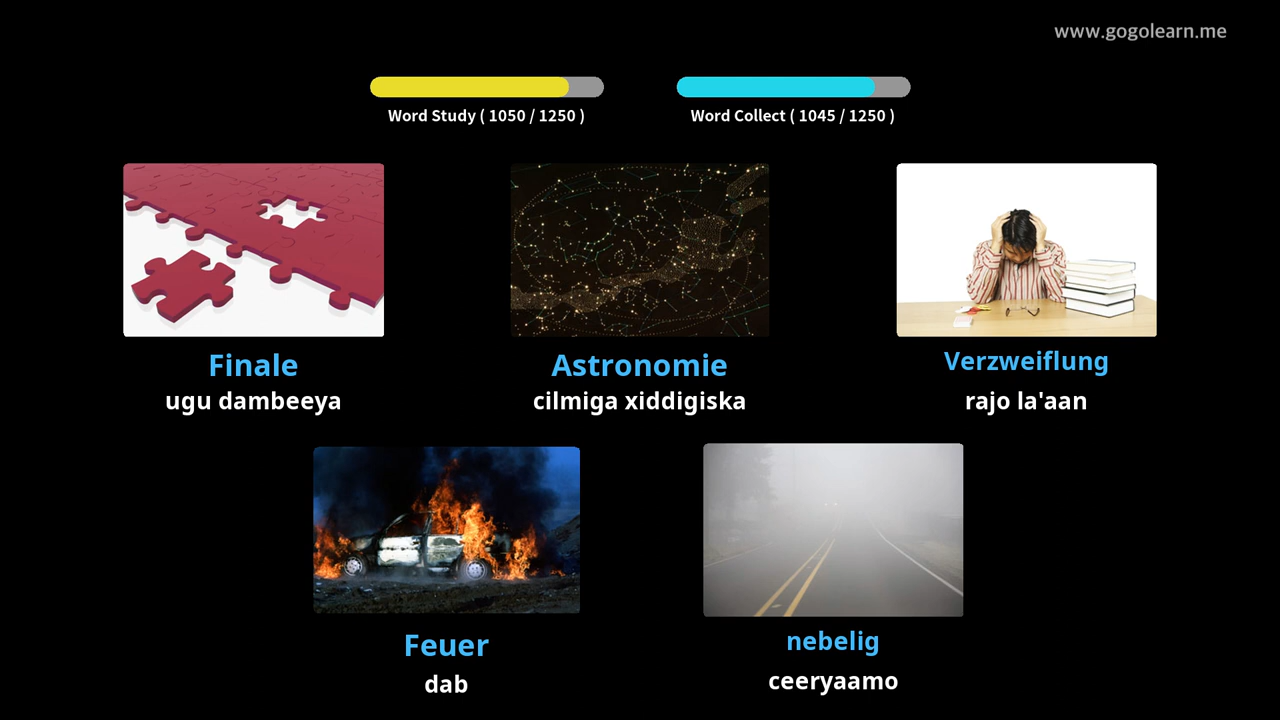 www.gogolearn.me
Word Study ( 1050 / 1250 )
Word Collect ( 1045 / 1250 )
Finale
ugu dambeeya
Astronomie
cilmiga xiddigiska
Verzweiflung
rajo la'aan
Feuer
dab
nebelig
ceeryaamo